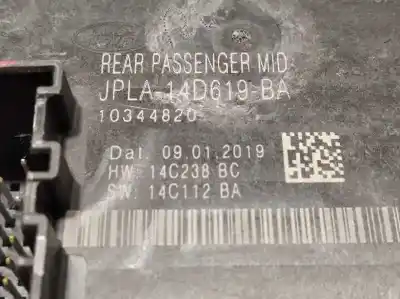 REAR PASSENGER MID
JPLA-14D619-BA
10344820
Dat. 09.01.2019
HW: 14C238 BC
SW: 14C112 BA